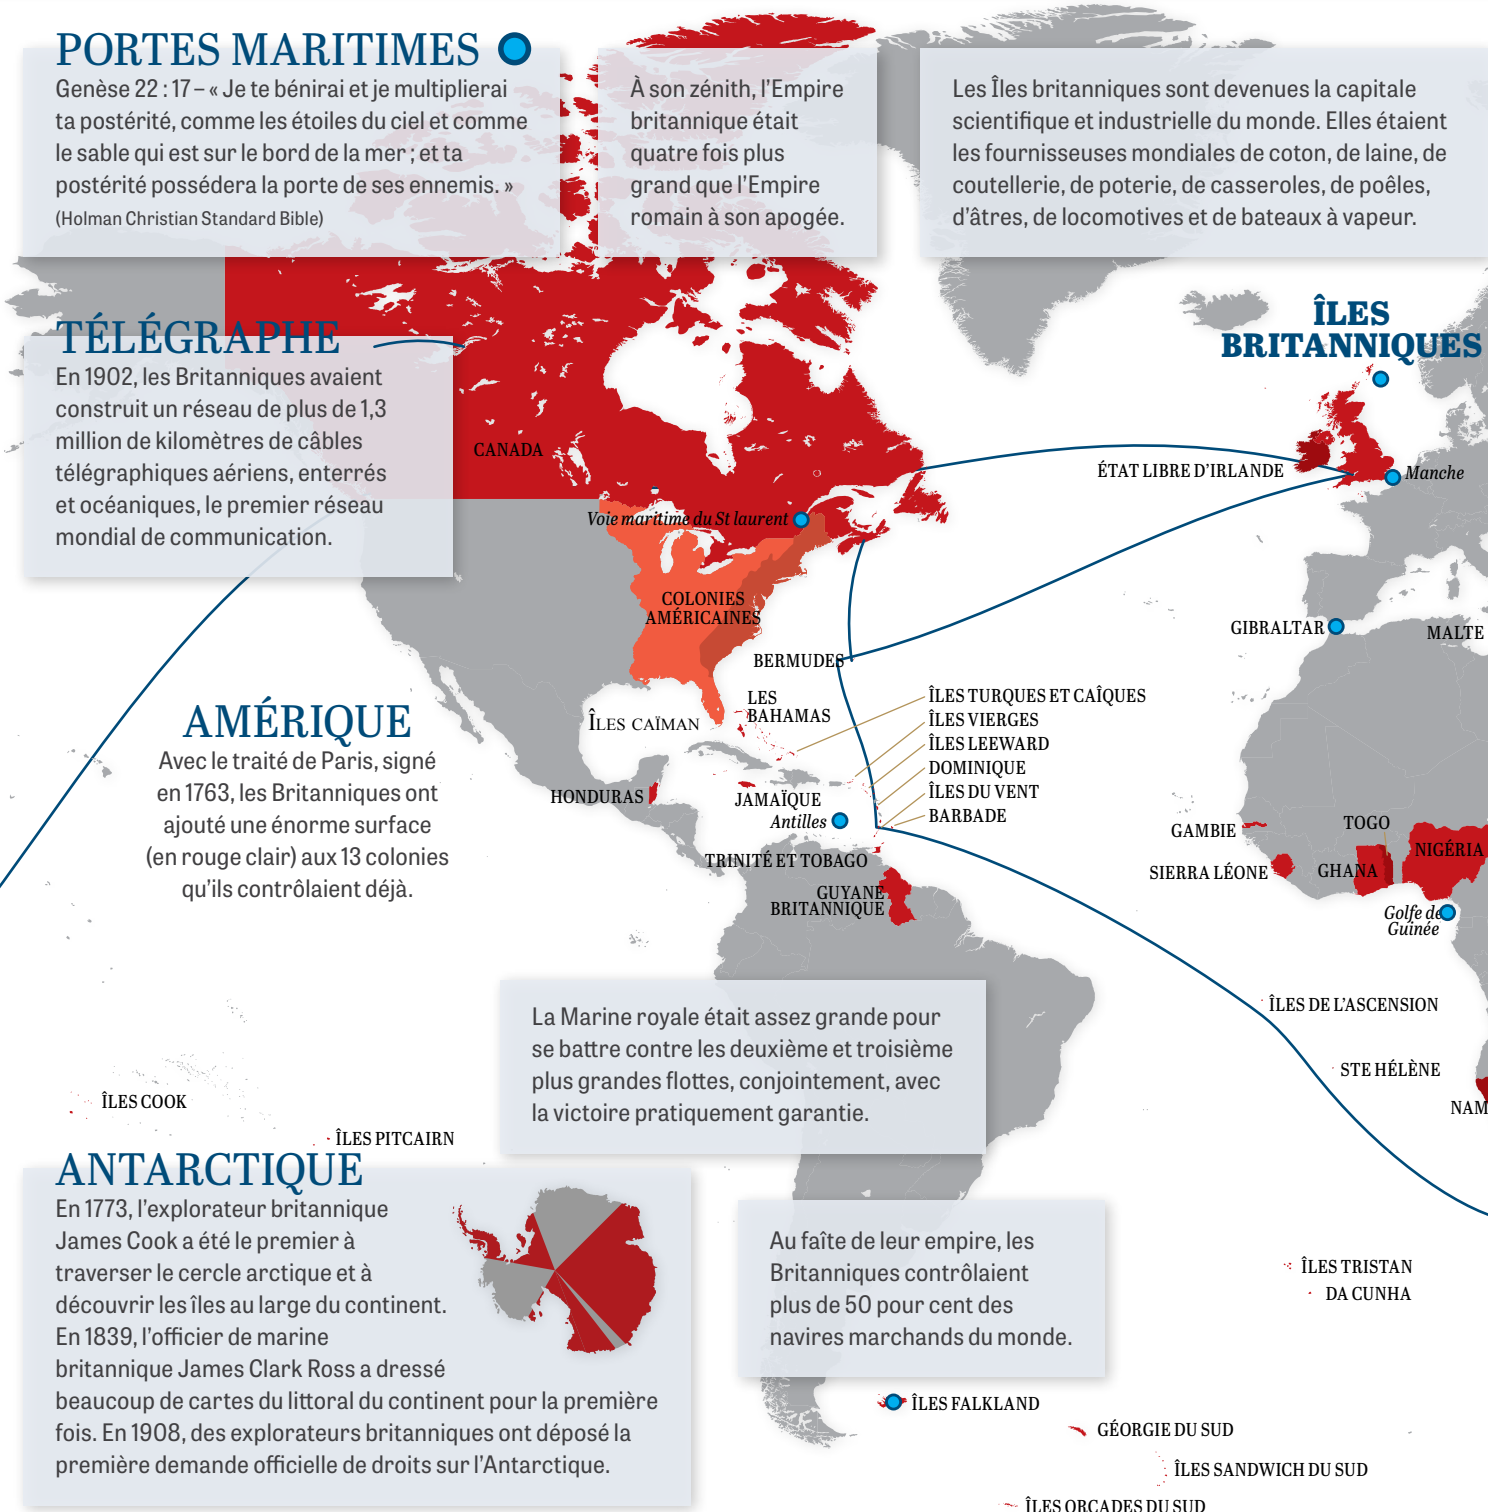 PORTES MARITIMES
Genèse 22 : 17 – « Je te bénirai et je multiplierai
ta postérité, comme les étoiles du ciel et comme
le sable qui est sur le bord de la mer ; et ta
postérité possédera la porte de ses ennemis. »
(Holman Christian Standard Bible)
À son zénith, l’Empire
britannique était
quatre fois plus
grand que l’Empire
romain à son apogée.
Les Îles britanniques sont devenues la capitale
scientifique et industrielle du monde. Elles étaient
les fournisseuses mondiales de coton, de laine, de
coutellerie, de poterie, de casseroles, de poêles,
d’âtres, de locomotives et de bateaux à vapeur.
TÉLÉGRAPHE
En 1902, les Britanniques avaient
construit un réseau de plus de 1,3
million de kilomètres de câbles
télégraphiques aériens, enterrés
et océaniques, le premier réseau
mondial de communication.
ÎLES
BRITANNIQUES
CANADA
ÉTAT LIBRE D’IRLANDE
Manche
Voie maritime du St laurent
COLONIES
AMÉRICAINES
GIBRALTAR
MALTE
BERMUDES
AMÉRIQUE
Avec le traité de Paris, signé
en 1763, les Britanniques ont
ajouté une énorme surface
(en rouge clair) aux 13 colonies
qu’ils contrôlaient déjà.
LES
BAHAMAS
ÎLES CAÏMAN
ÎLES TURQUES ET CAÎQUES
ÎLES VIERGES
ÎLES LEEWARD
DOMINIQUE
ÎLES DU VENT
BARBADE
HONDURAS
JAMAÏQUE
Antilles
TRINITÉ ET TOBAGO
GUYANE
BRITANNIQUE
GAMBIE
TOGO
SIERRA LÉONE
GHANA
NIGÉRIA
Golfe de
Guinée
La Marine royale était assez grande pour
se battre contre les deuxième et troisième
plus grandes flottes, conjointement, avec
la victoire pratiquement garantie.
ÎLES DE L’ASCENSION
STE HÉLÈNE
NAM
ÎLES COOK
ÎLES PITCAIRN
ANTARCTIQUE
En 1773, l’explorateur britannique
James Cook a été le premier à
traverser le cercle arctique et à
découvrir les îles au large du continent.
En 1839, l’officier de marine
britannique James Clark Ross a dressé
beaucoup de cartes du littoral du continent pour la première
fois. En 1908, des explorateurs britanniques ont déposé la
première demande officielle de droits sur l’Antarctique.
Au faîte de leur empire, les
Britanniques contrôlaient
plus de 50 pour cent des
navires marchands du monde.
ÎLES TRISTAN
DA CUNHA
ÎLES FALKLAND
GÉORGIE DU SUD
ÎLES SANDWICH DU SUD
ÎLES ORCADES DU SUD